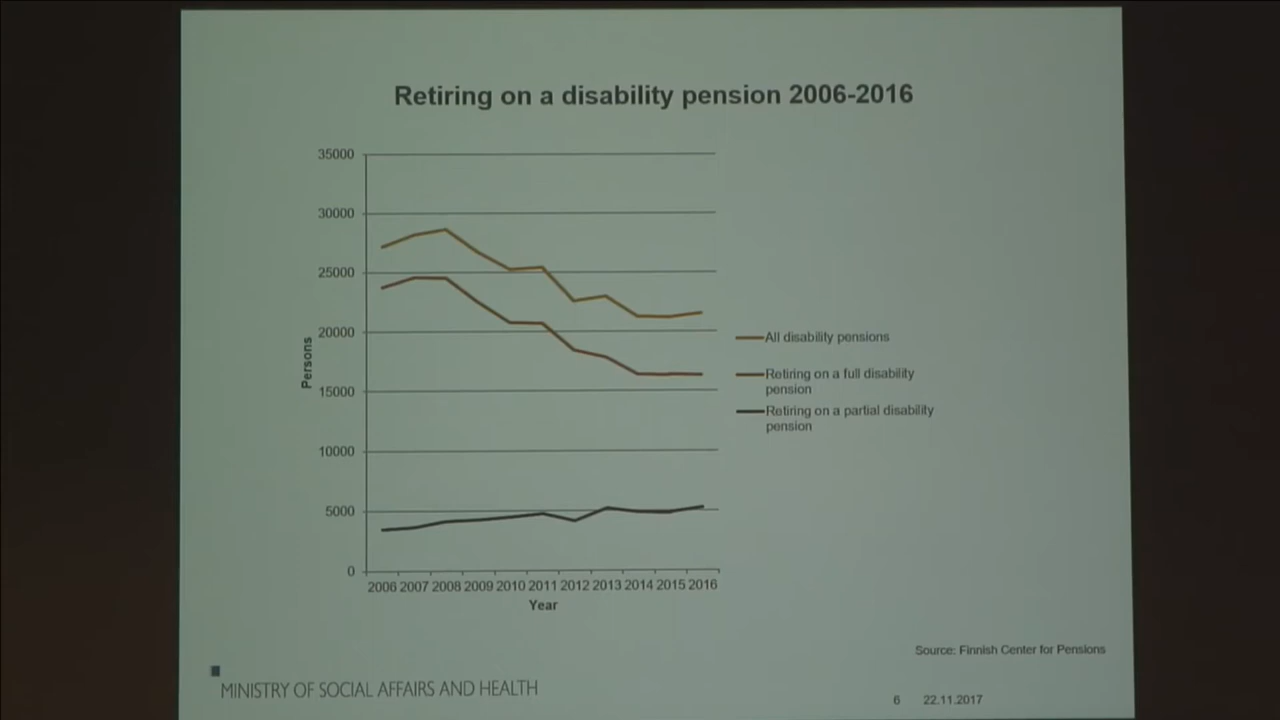 Retiring on a disability pension 2006-2016
35000
30000
25000
20000
15000
10000
5000
0
Persons
2006 2007 2008 2009 2010 2011 2012 2013 2014 2015 2016
Year
All disability pensions
Retiring on a full disability
pension
Retiring on a partial disability
pension
Source: Finnish Center for Pensions
MINISTRY OF SOCIAL AFFAIRS AND HEALTH
6 22.11.2017